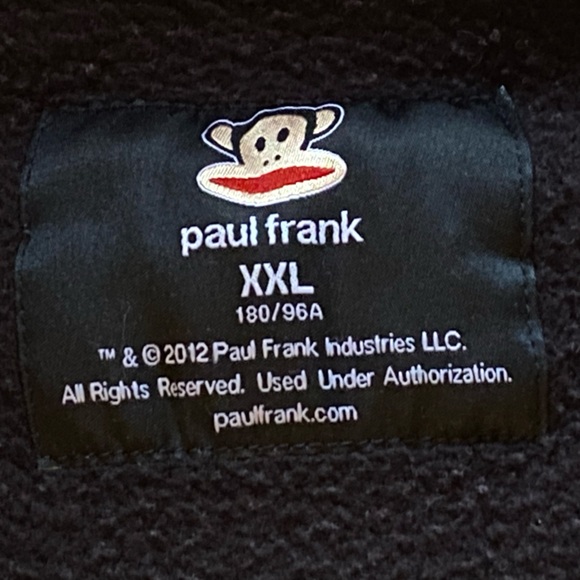 paul frank
XXL
180/96A
™ & © 2012 Paul Frank Industries LLC.
All Rights Reserved. Used Under Authorization.
paulfrank.com